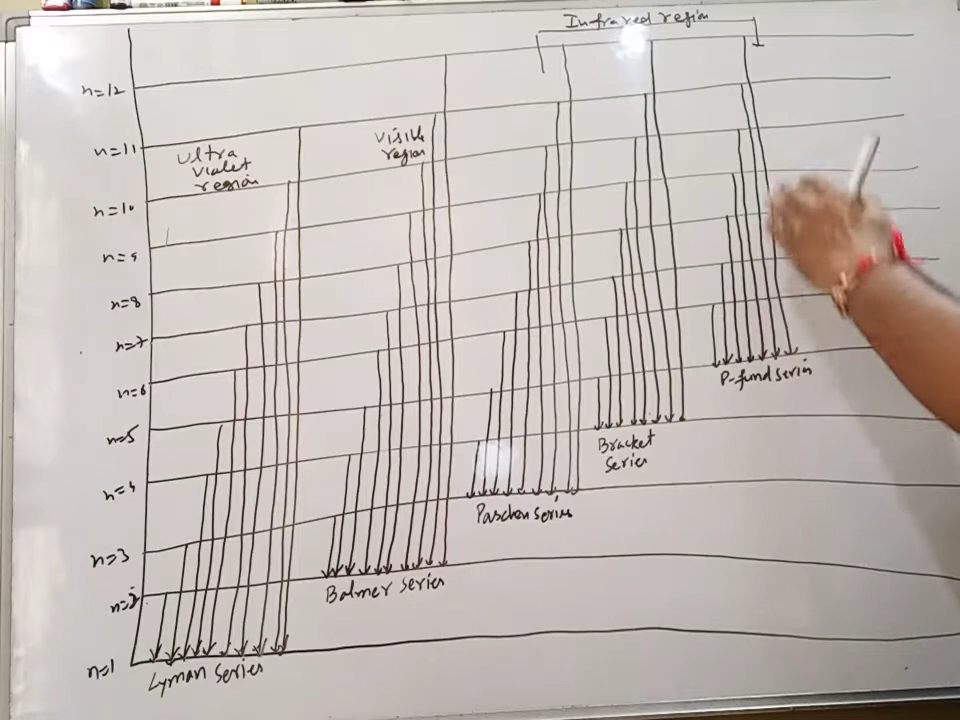 Infrared region
n=12
n=11
Ultra
violet
region
visible
region
n=10
n=9
n=8
n=7
n=6
n=5
n=4
n=3
n=2
n=1
P-fund series
Bracket
series
Paschen series
Balmer series
Lyman series